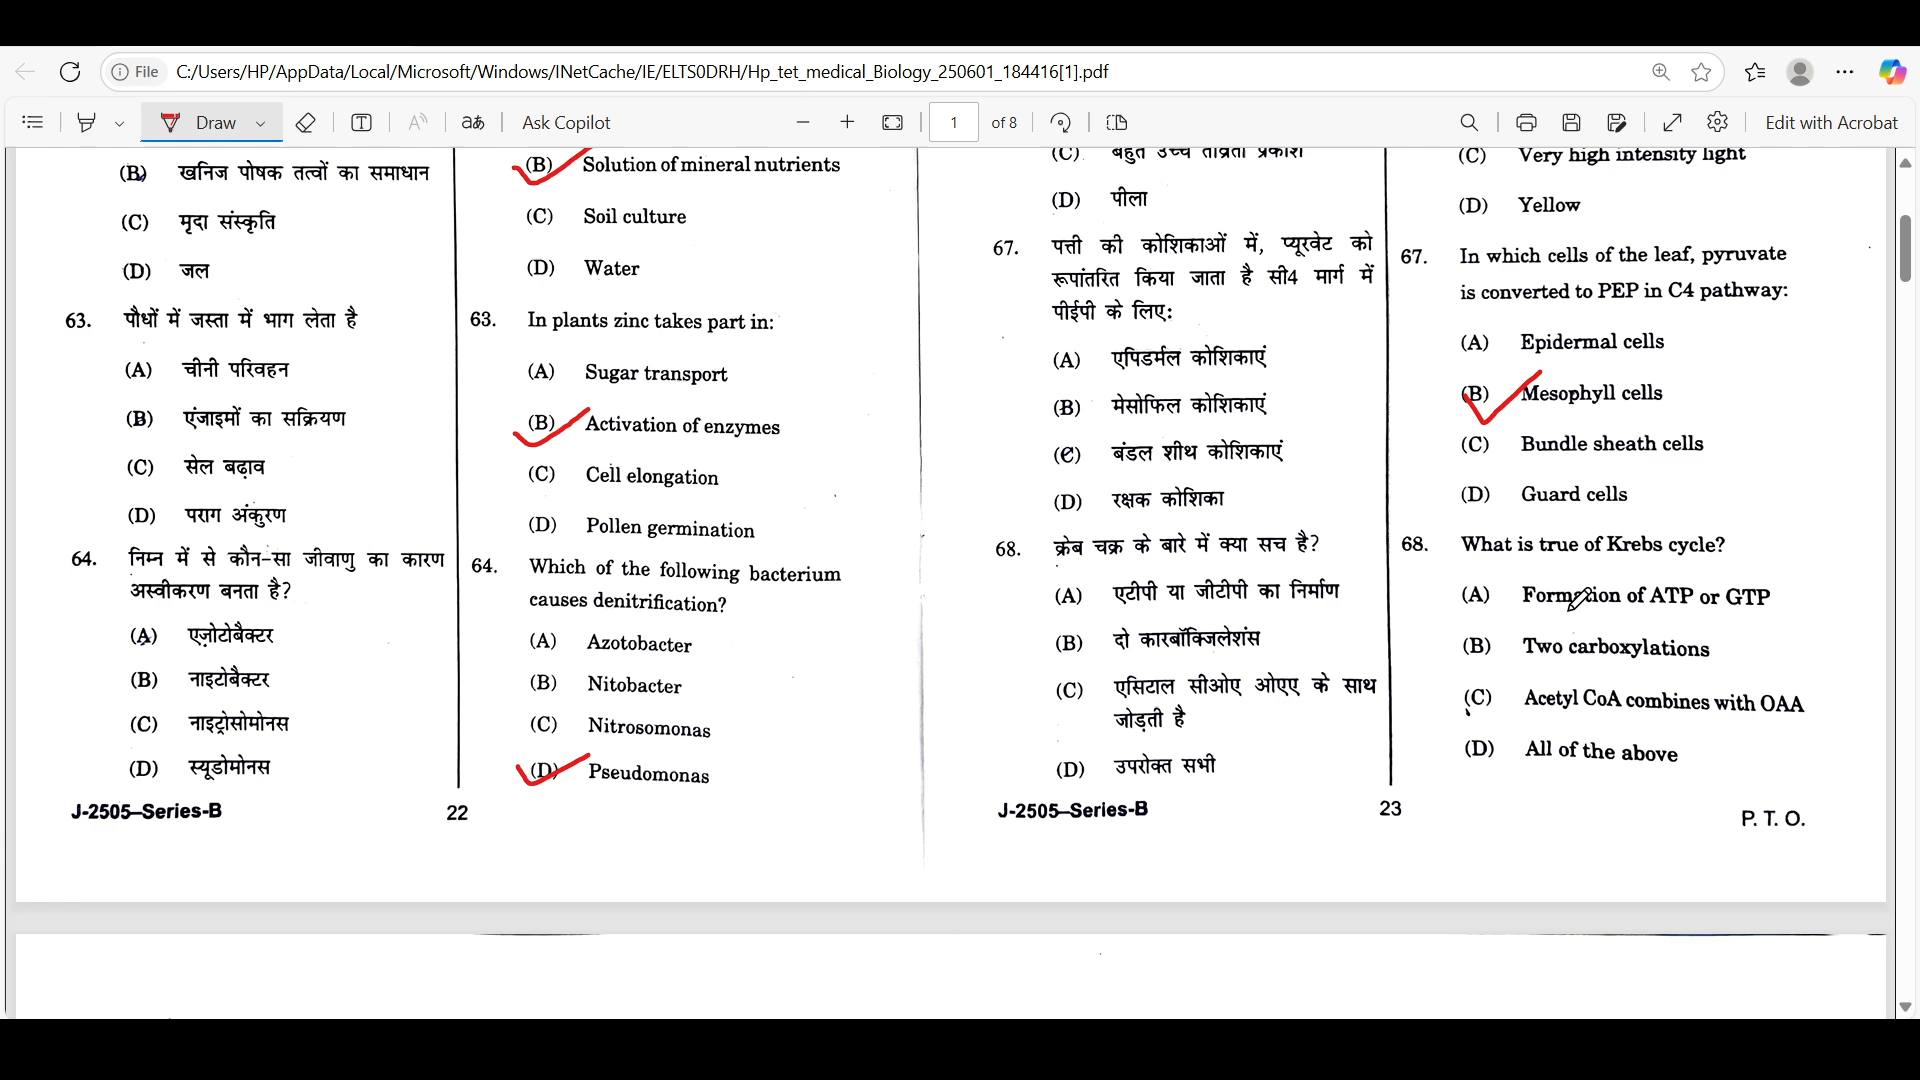 File
C:/Users/HP/AppData/Local/Microsoft/Windows/INetCache/IE/ELTS0DRH/Hp_tet_medical_Biology_250601_184416[1].pdf
Draw
Ask Copilot
1 of 8
Edit with Acrobat
(B) खनिज पोषक तत्वों का समाधान
(C) मृदा संस्कृति
(D) जल
63. पौधों में जस्ता में भाग लेता है
(A) चीनी परिवहन
(B) एंजाइमों का सक्रियण
(C) सेल बढ़ाव
(D) पराग अंकुरण
64. निम्न में से कौन-सा जीवाणु का कारण
अस्वीकरण बनता है?
(A) एज़ोटोबैक्टर
(B) नाइटोबैक्टर
(C) नाइट्रोसोमोनस
(D) स्यूडोमोनस
J-2505–Series-B
22
(B) Solution of mineral nutrients
(C) Soil culture
(D) Water
63. In plants zinc takes part in:
(A) Sugar transport
(B) Activation of enzymes
(C) Cell elongation
(D) Pollen germination
64. Which of the following bacterium
causes denitrification?
(A) Azotobacter
(B) Nitobacter
(C) Nitrosomonas
(D) Pseudomonas
(C) बहुत उच्च तीव्रता प्रकाश
(D) पीला
67. पत्ती की कोशिकाओं में, प्यूरवेट को
रूपांतरित किया जाता है सी4 मार्ग में
पीईपी के लिए:
(A) एपिडर्मल कोशिकाएं
(B) मेसोफिल कोशिकाएं
(C) बंडल शीथ कोशिकाएं
(D) रक्षक कोशिका
68. क्रेब चक्र के बारे में क्या सच है?
(A) एटीपी या जीटीपी का निर्माण
(B) दो कारबॉक्जिलेशंस
(C) एसिटाल सीओए ओएए के साथ
जोड़ती है
(D) उपरोक्त सभी
J-2505–Series-B
23
(C) Very high intensity light
(D) Yellow
67. In which cells of the leaf, pyruvate
is converted to PEP in C4 pathway:
(A) Epidermal cells
(B) Mesophyll cells
(C) Bundle sheath cells
(D) Guard cells
68. What is true of Krebs cycle?
(A) Formation of ATP or GTP
(B) Two carboxylations
(C) Acetyl CoA combines with OAA
(D) All of the above
P. T. O.